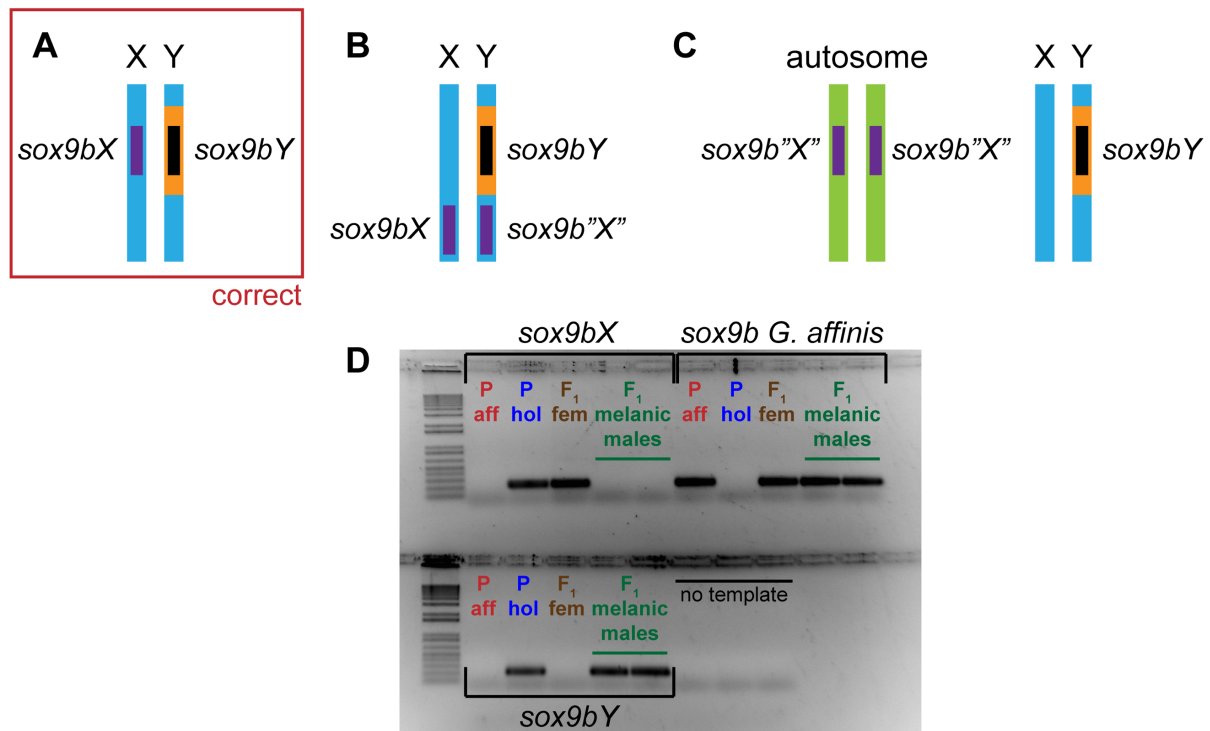 A
X Y
sox9bX
sox9bY
correct
B
X Y
sox9bY
sox9bX
sox9b”X”
C
autosome
X Y
sox9b”X”
sox9b”X”
sox9bY
D
sox9bX
sox9b G. affinis
P P F1 F1
aff hol fem melanic
males
P P F1 F1
aff hol fem melanic
males
P P F1 F1
aff hol fem melanic
males
no template
sox9bY